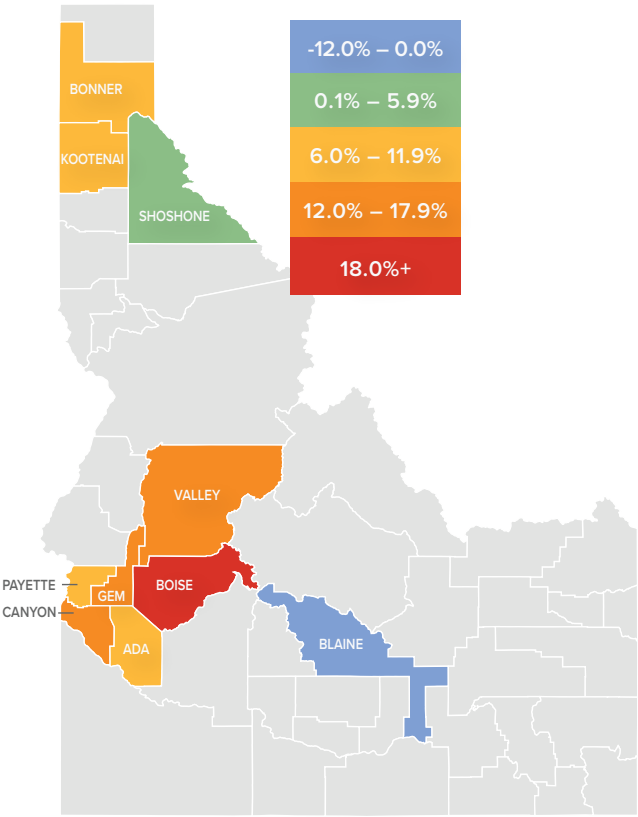 -12.0% – 0.0%
0.1% – 5.9%
6.0% – 11.9%
12.0% – 17.9%
18.0%+
BONNER
KOOTENAI
SHOSHONE
VALLEY
PAYETTE
BOISE
GEM
CANYON
BLAINE
ADA